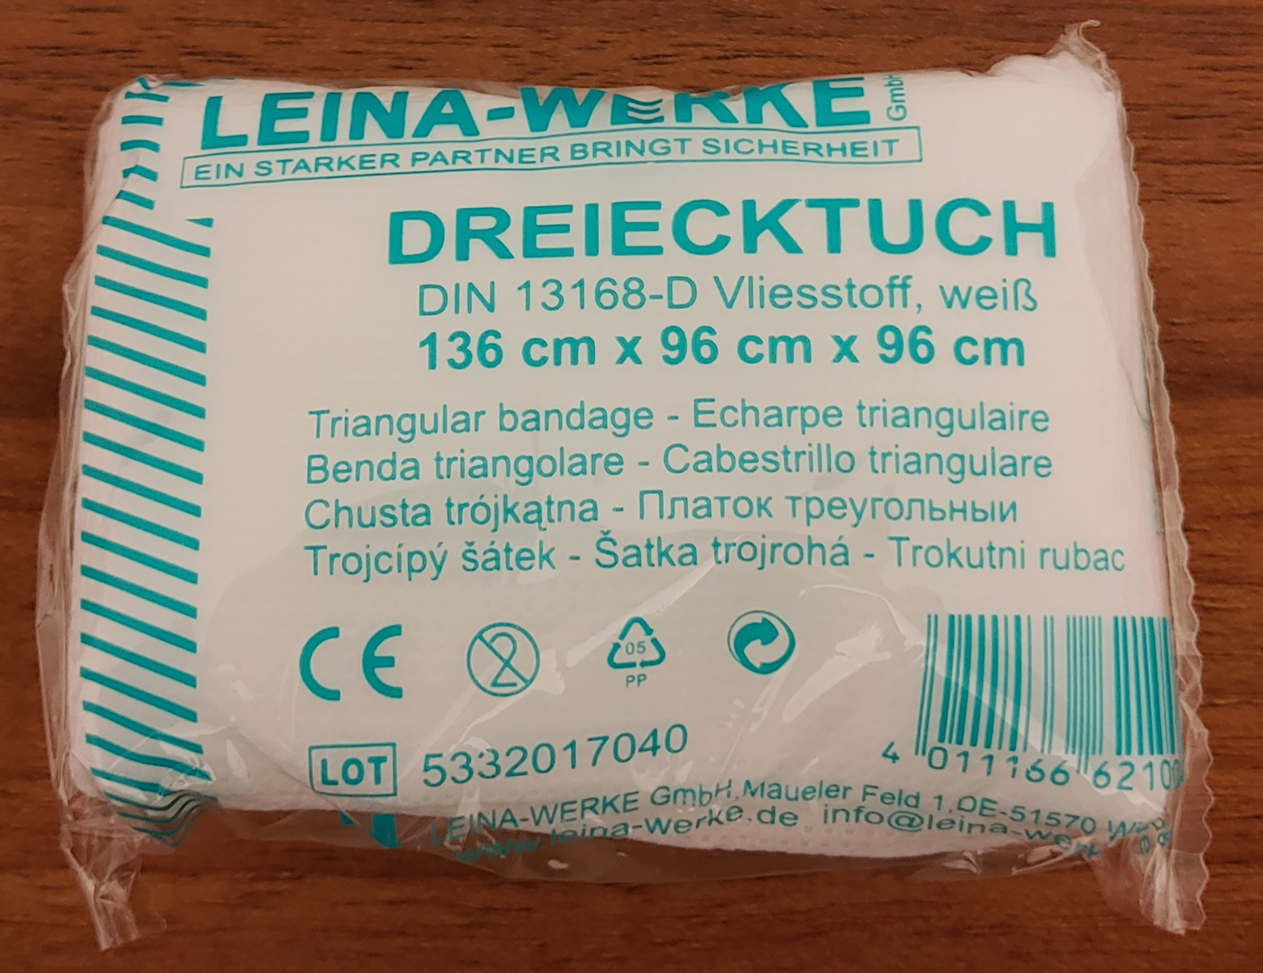 LEINA-WERKE GmbH
EIN STARKER PARTNER BRINGT SICHERHEIT
DREIECKTUCH
DIN 13168-D Vliesstoff, weiß
136 cm x 96 cm x 96 cm
Triangular bandage - Echarpe triangulaire
Benda triangolare - Cabestrillo triangulare
Chusta trójkątna - Платок треугольныи
Trojcípý šátek - Šatka trojrohá - Trokutni rubac
CE 2 05 PP
LOT 5332017040
4 011166 62100
LEINA-WERKE GmbH, Maueler Feld 1, DE-51570
www.leina-werke.de info@leina-werk